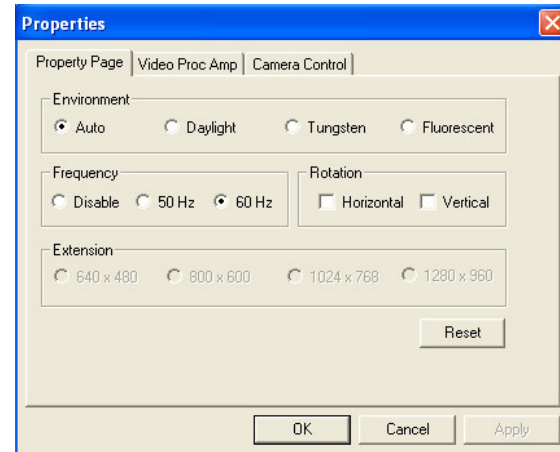 Properties
Property Page Video Proc Amp Camera Control
Environment
Auto Daylight Tungsten Fluorescent
Frequency Rotation
Disable 50 Hz 60 Hz Horizontal Vertical
Extension
640 x 480 800 x 600 1024 x 768 1280 x 960
Reset
OK Cancel Apply